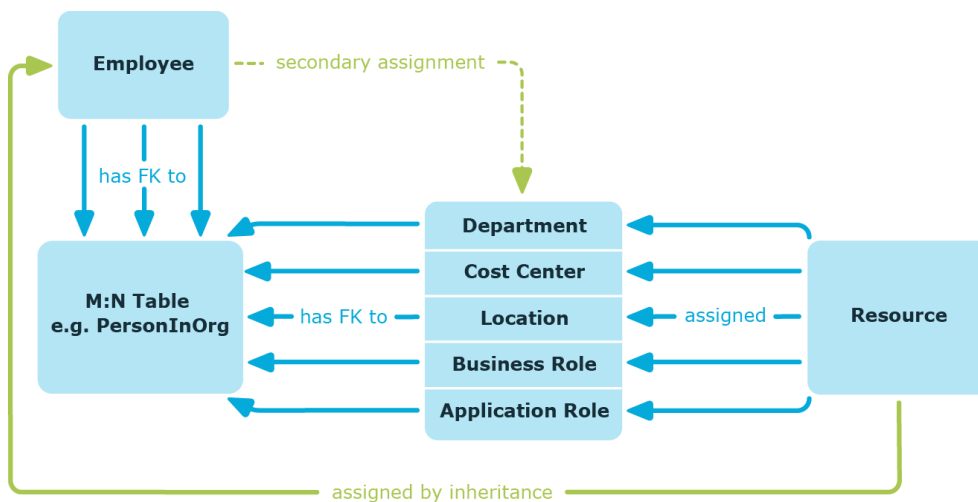 Employee
secondary assignment
has FK to
Department
Cost Center
M:N Table
e.g. PersonInOrg
has FK to
Location
assigned
Resource
Business Role
Application Role
assigned by inheritance